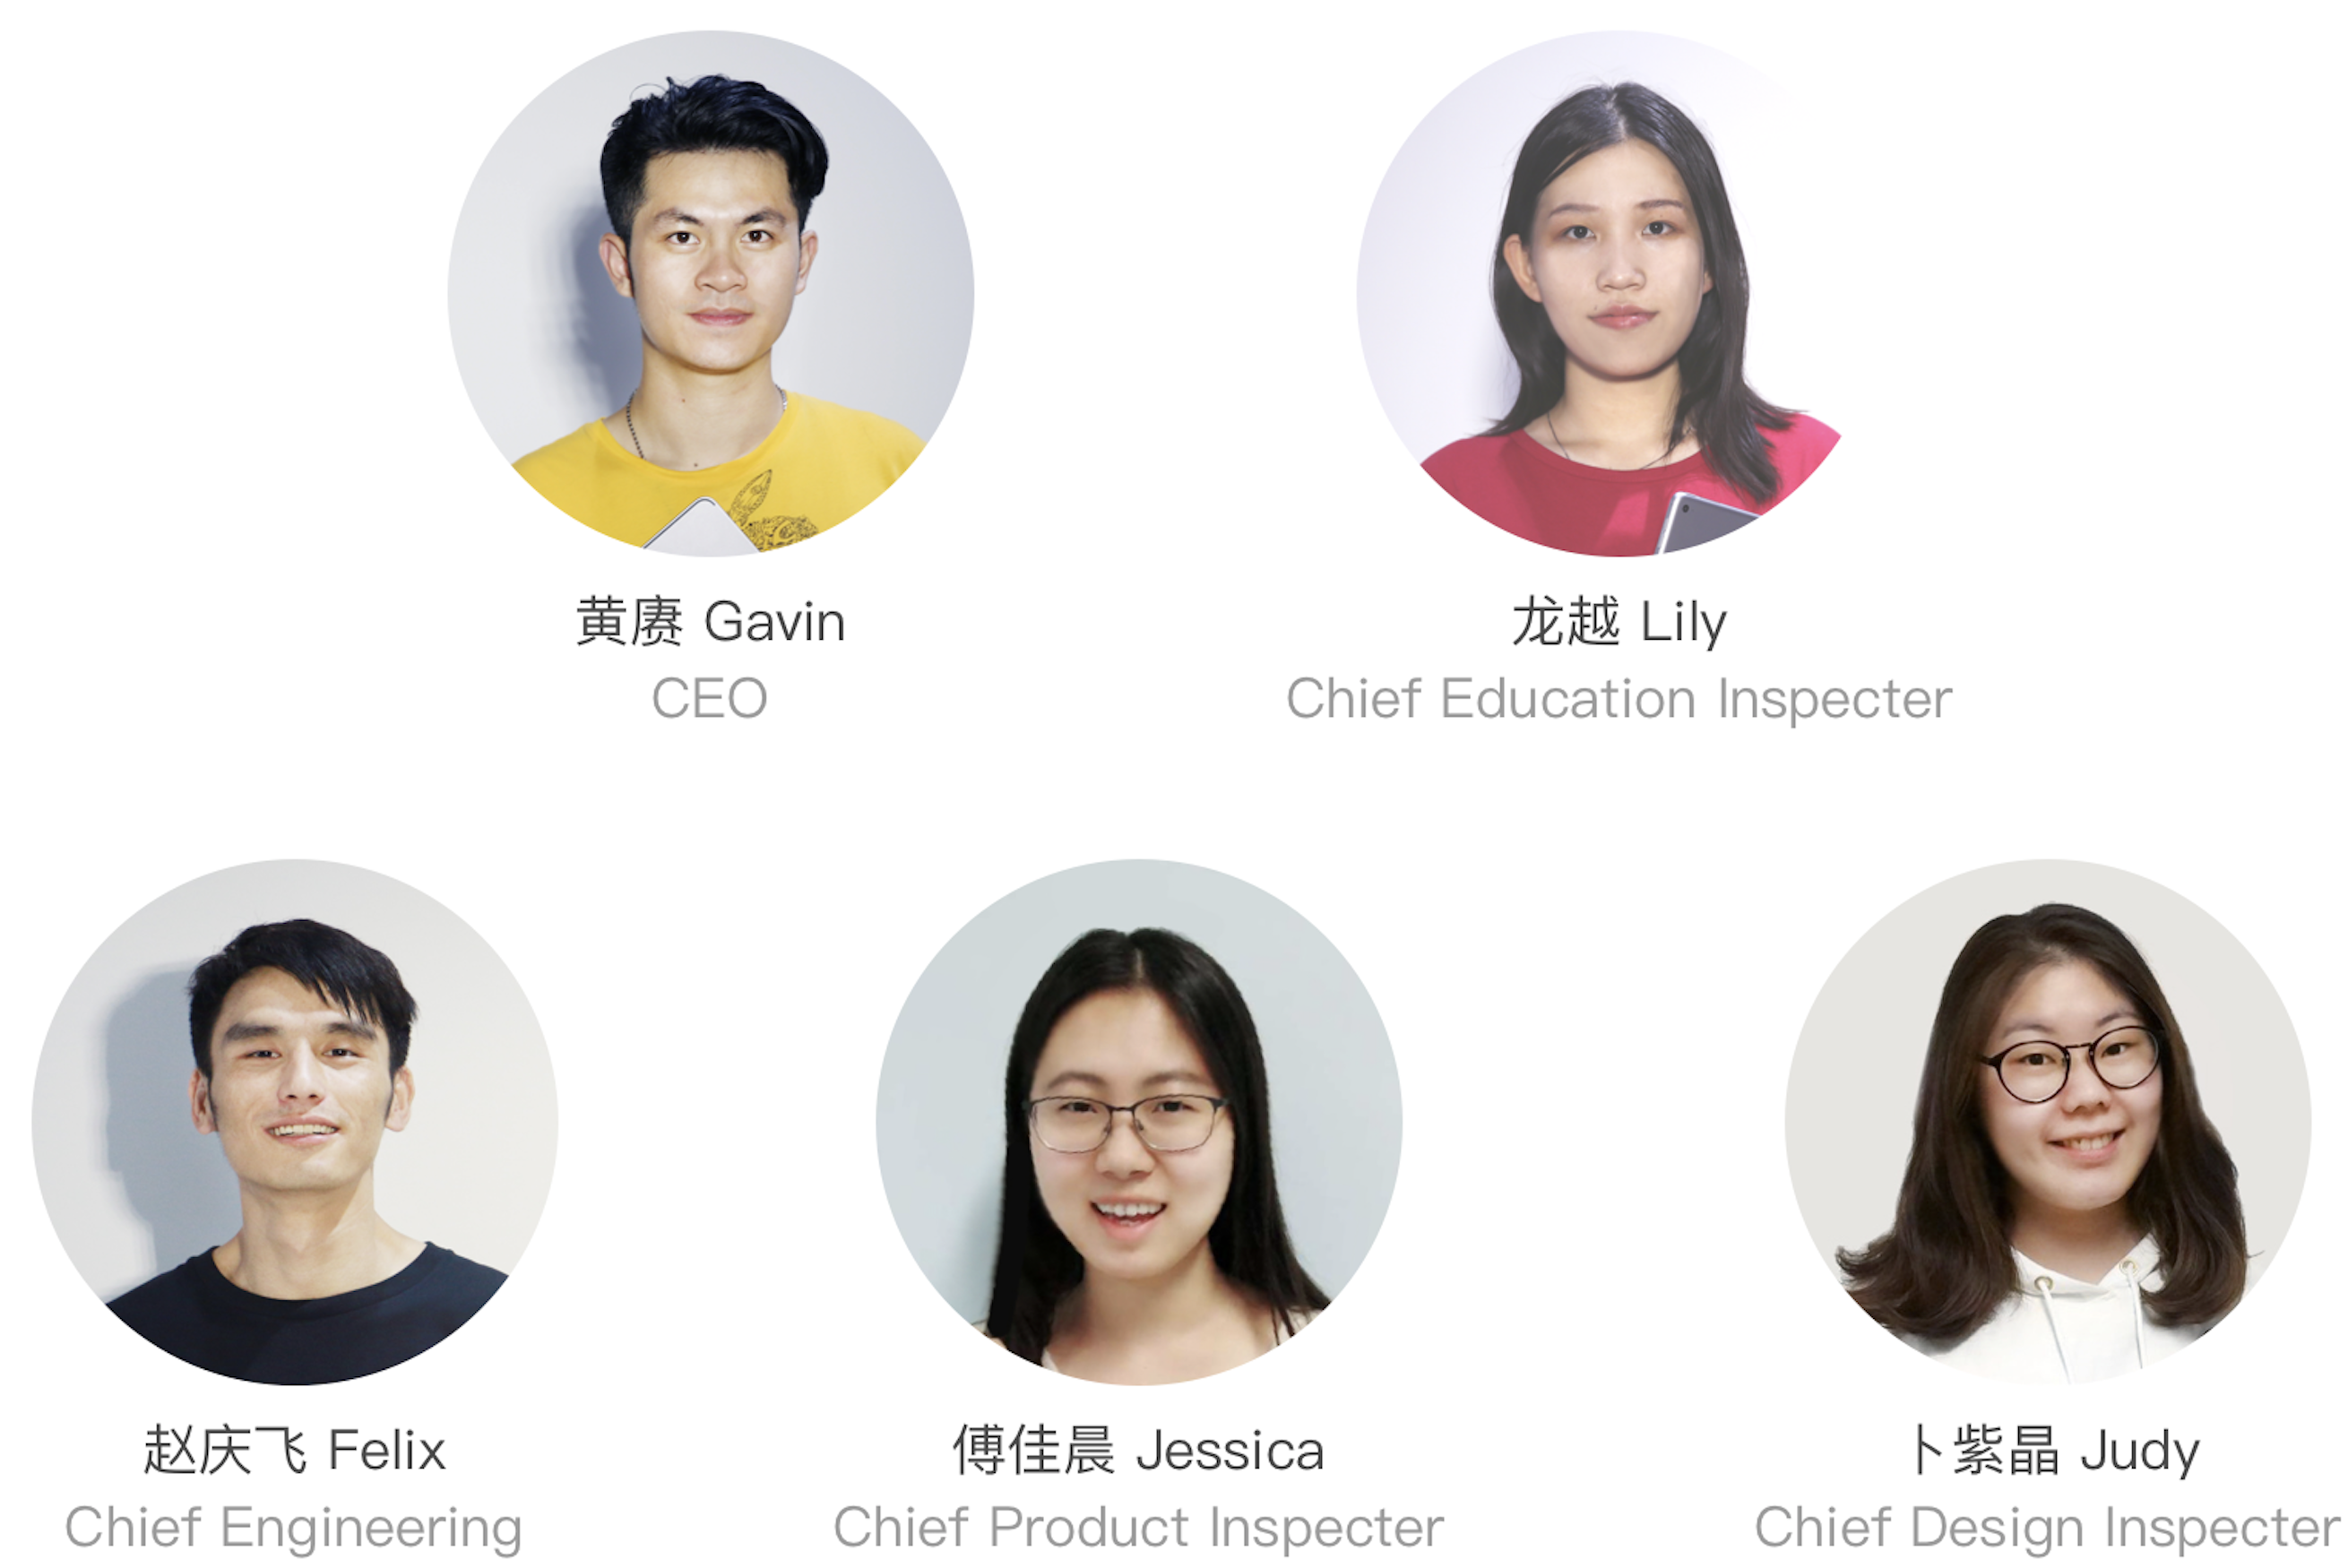 黄赓 Gavin
CEO
龙越 Lily
Chief Education Inspecter
赵庆飞 Felix
Chief Engineering
傅佳晨 Jessica
Chief Product Inspecter
卜紫晶 Judy
Chief Design Inspecter